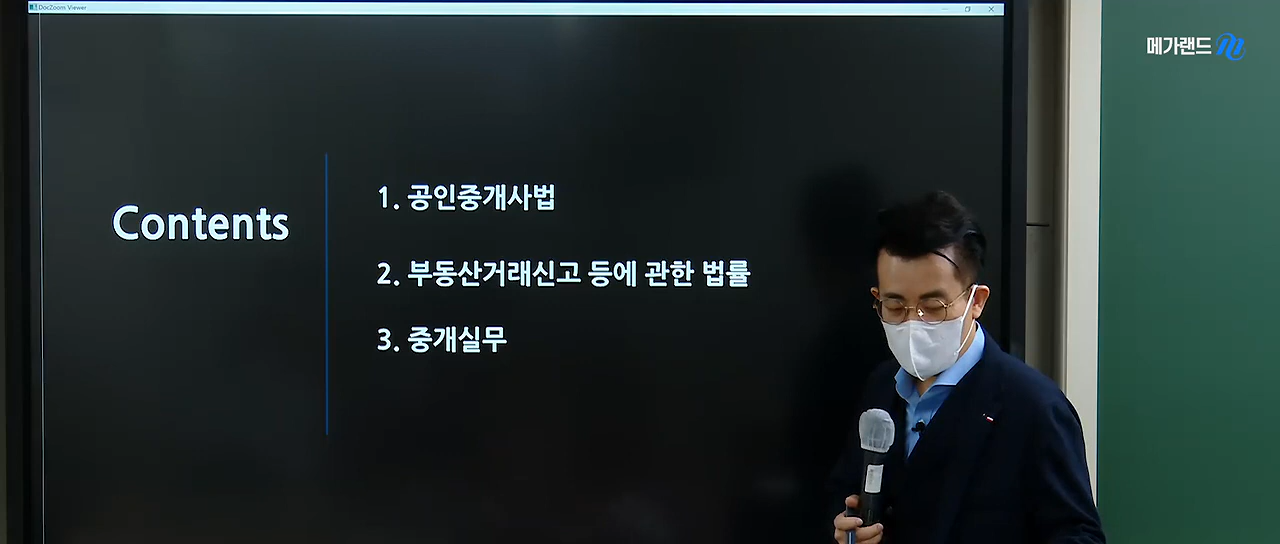 DocZoom Viewer
메가랜드
Contents
1. 공인중개사법
2. 부동산거래신고 등에 관한 법률
3. 중개실무